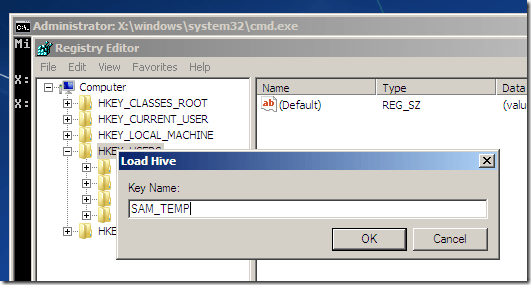 Administrator: X:\windows\system32\cmd.exe
Mi
Registry Editor
File Edit View Favorites Help
X:
X:
Computer
HKEY_CLASSES_ROOT
HKEY_CURRENT_USER
HKEY_LOCAL_MACHINE
HKEY_USERS
HKE
Name Type Data
ab (Default) REG_SZ (valu
Load Hive
Key Name:
SAM_TEMP
OK Cancel